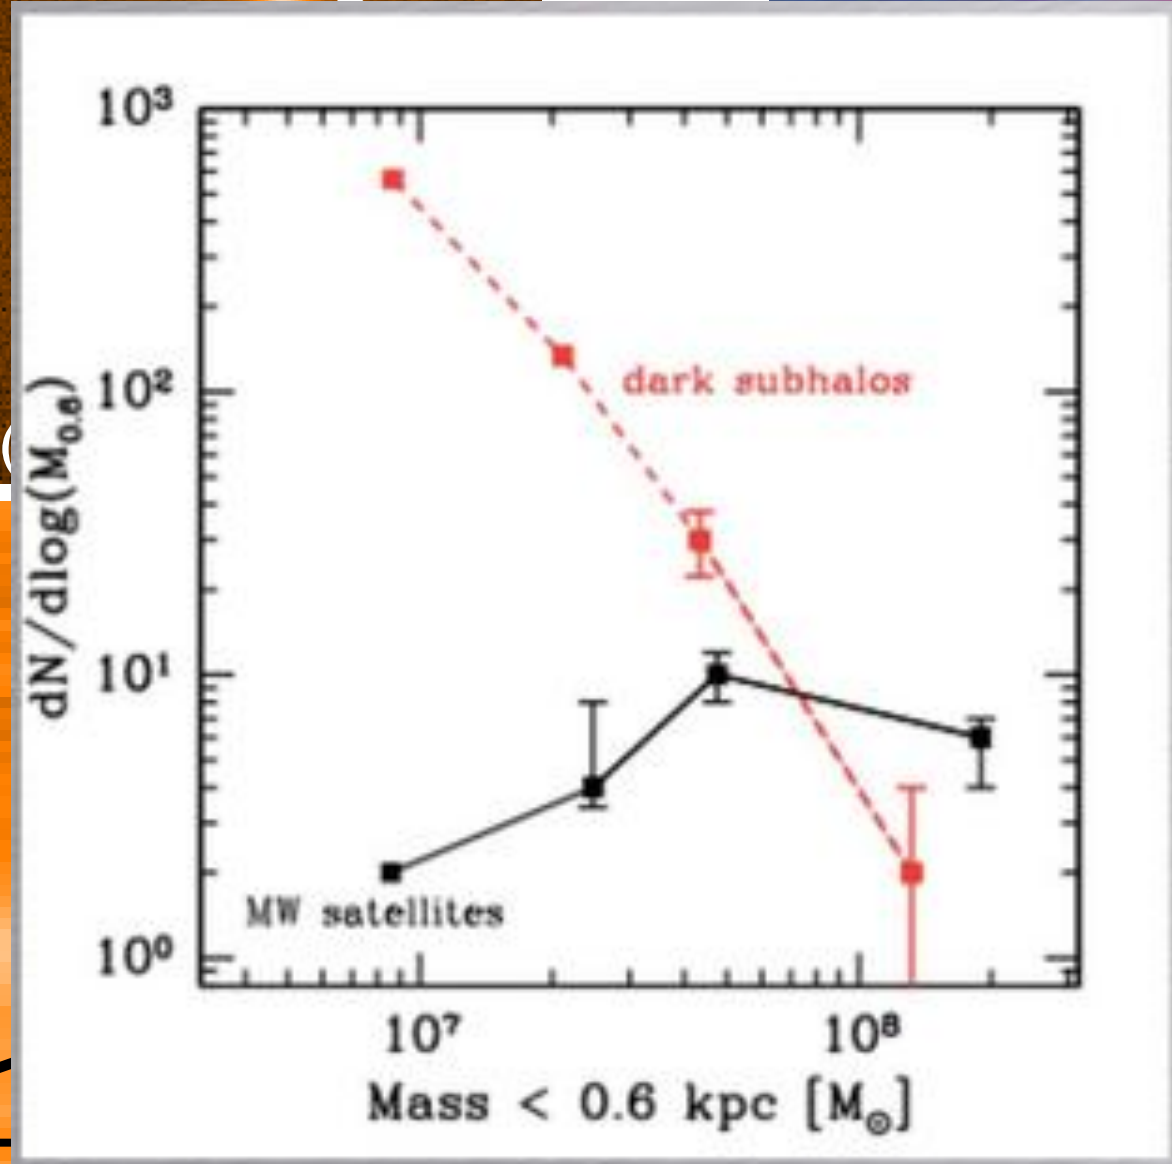 10³
10²
10¹
10⁰
dN/dlog(M₀.₆)
dark subhalos
MW satellites
10⁷ 10⁸
Mass < 0.6 kpc [M☉]